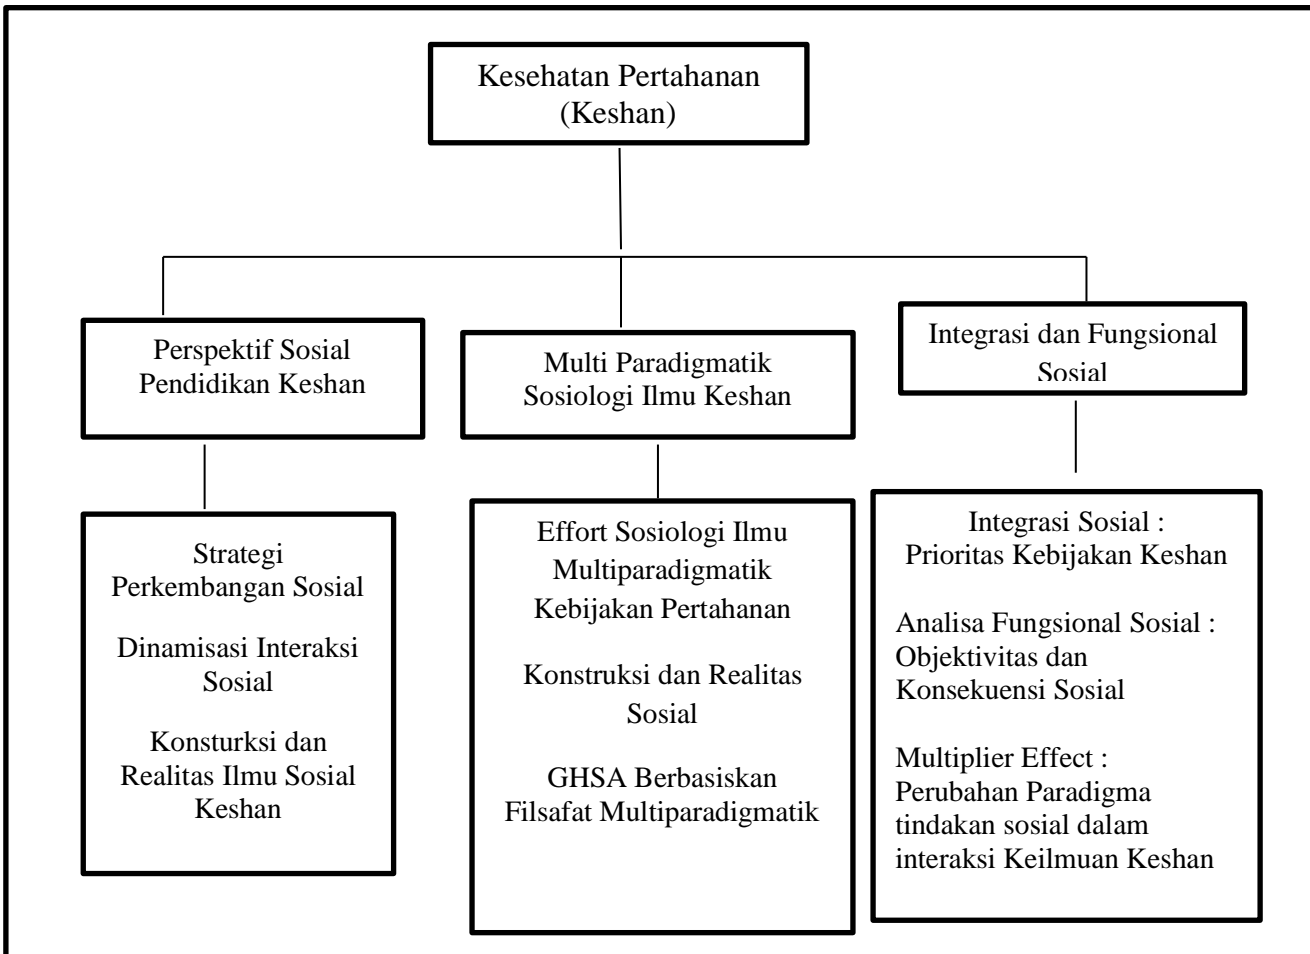 Kesehatan Pertahanan
(Keshan)
Perspektif Sosial
Pendidikan Keshan
Multi Paradigmatik
Sosiologi Ilmu Keshan
Integrasi dan Fungsional
Sosial
Strategi
Perkembangan Sosial
Dinamisasi Interaksi
Sosial
Konsturksi dan
Realitas Ilmu Sosial
Keshan
Effort Sosiologi Ilmu
Multiparadigmatik
Kebijakan Pertahanan
Konstruksi dan Realitas
Sosial
GHSA Berbasiskan
Filsafat Multiparadigmatik
Integrasi Sosial :
Prioritas Kebijakan Keshan
Analisa Fungsional Sosial :
Objektivitas dan
Konsekuensi Sosial
Multiplier Effect :
Perubahan Paradigma
tindakan sosial dalam
interaksi Keilmuan Keshan